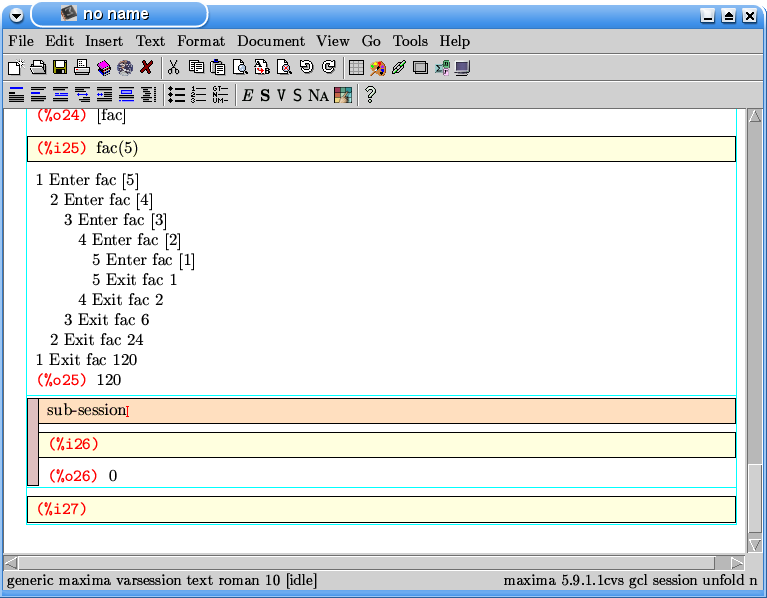 no name
File Edit Insert Text Format Document View Go Tools Help
E S V S NA ?
(%o24) [fac]
(%i25) fac(5)
1 Enter fac [5]
2 Enter fac [4]
3 Enter fac [3]
4 Enter fac [2]
5 Enter fac [1]
5 Exit fac 1
4 Exit fac 2
3 Exit fac 6
2 Exit fac 24
1 Exit fac 120
(%o25) 120
sub-session
(%i26)
(%o26) 0
(%i27)
generic maxima varsession text roman 10 [idle] maxima 5.9.1.1cvs gcl session unfold n